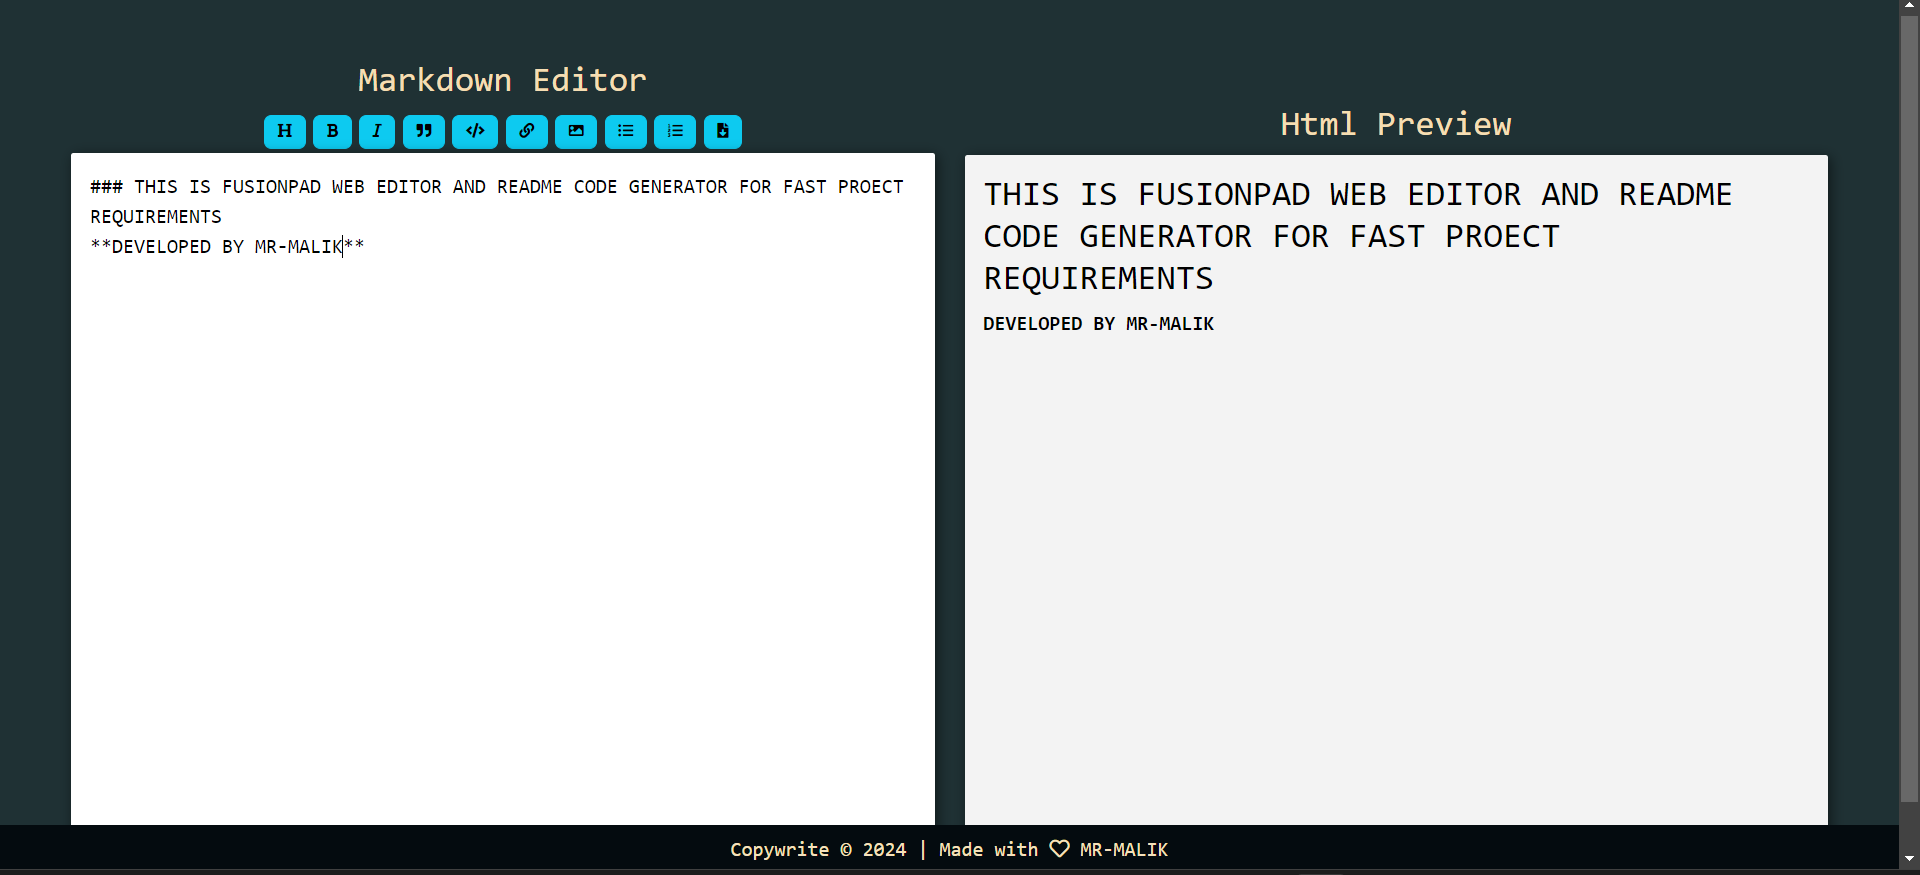 Markdown Editor
H B I
### THIS IS FUSIONPAD WEB EDITOR AND README CODE GENERATOR FOR FAST PROECT
REQUIREMENTS
**DEVELOPED BY MR-MALIK**
Html Preview
THIS IS FUSIONPAD WEB EDITOR AND README
CODE GENERATOR FOR FAST PROECT
REQUIREMENTS
DEVELOPED BY MR-MALIK
Copywrite © 2024 | Made with ♡ MR-MALIK